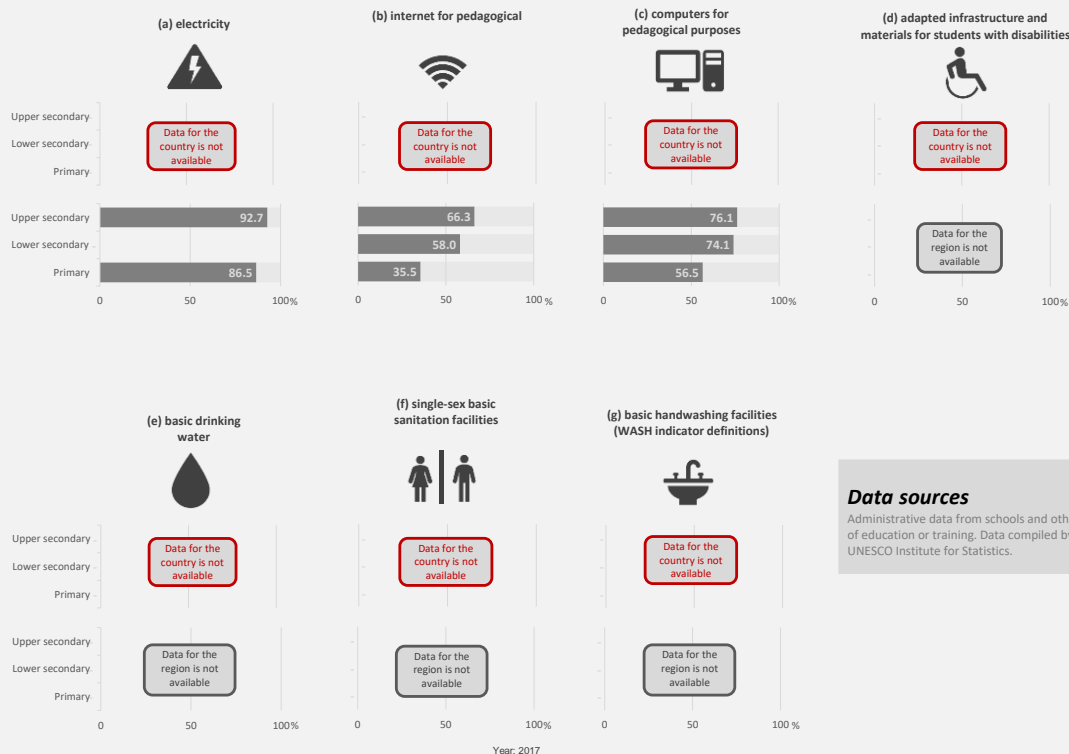 (a) electricity
(b) internet for pedagogical
(c) computers for
pedagogical purposes
(d) adapted infrastructure and
materials for students with disabilities
Upper secondary
Lower secondary
Primary
Data for the
country is not
available
Data for the
country is not
available
Data for the
country is not
available
Data for the
country is not
available
Upper secondary
Lower secondary
Primary
92.7
86.5
0 50 100%
66.3
58.0
35.5
0 50 100 %
76.1
74.1
56.5
0 50 100 %
Data for the
region is not
available
0 50 100 %
(e) basic drinking
water
(f) single-sex basic
sanitation facilities
(g) basic handwashing facilities
(WASH indicator definitions)
Data sources
Administrative data from schools and
of education or training. Data compiled
UNESCO Institute for Statistics.
Upper secondary
Lower secondary
Primary
Data for the
country is not
available
Data for the
country is not
available
Data for the
country is not
available
Upper secondary
Lower secondary
Primary
Data for the
region is not
available
Data for the
region is not
available
Data for the
region is not
available
0 50 100%
0 50 100 %
0 50 100 %
Year: 2017